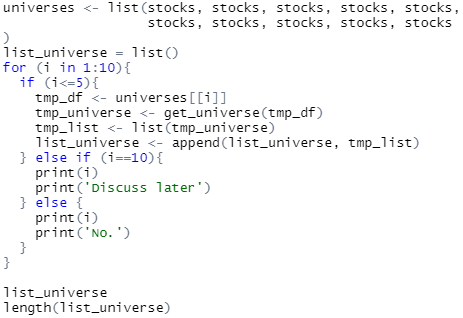 universes <- list(stocks, stocks, stocks, stocks, stocks,
                  stocks, stocks, stocks, stocks, stocks
)
list_universe = list()
for (i in 1:10){
  if (i<=5){
    tmp_df <- universes[[i]]
    tmp_universe <- get_universe(tmp_df)
    tmp_list <- list(tmp_universe)
    list_universe <- append(list_universe, tmp_list)
  } else if (i==10){
    print(i)
    print('Discuss later')
  } else {
    print(i)
    print('No.')
  }
}

list_universe
length(list_universe)